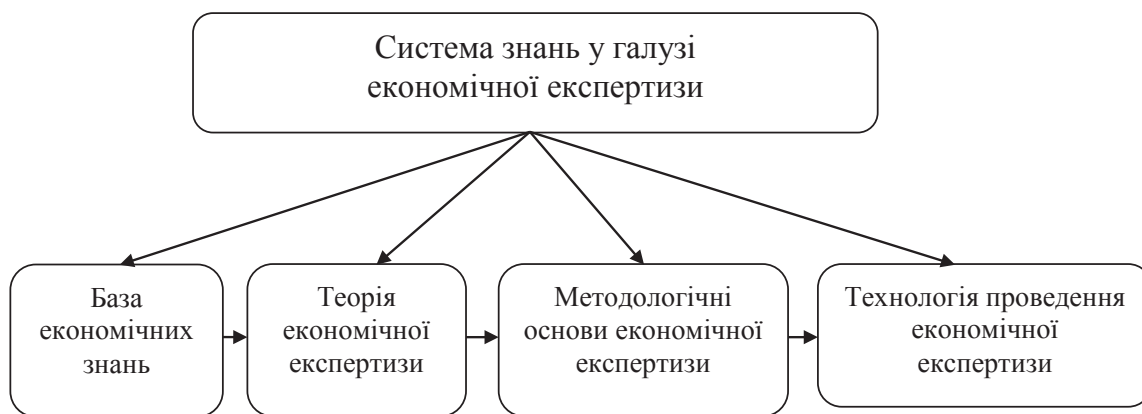 Система знань у галузі
економічної експертизи
База
економічних
знань
Теорія
економічної
експертизи
Методологічні
основи економічної
експертизи
Технологія проведення
економічної
експертизи